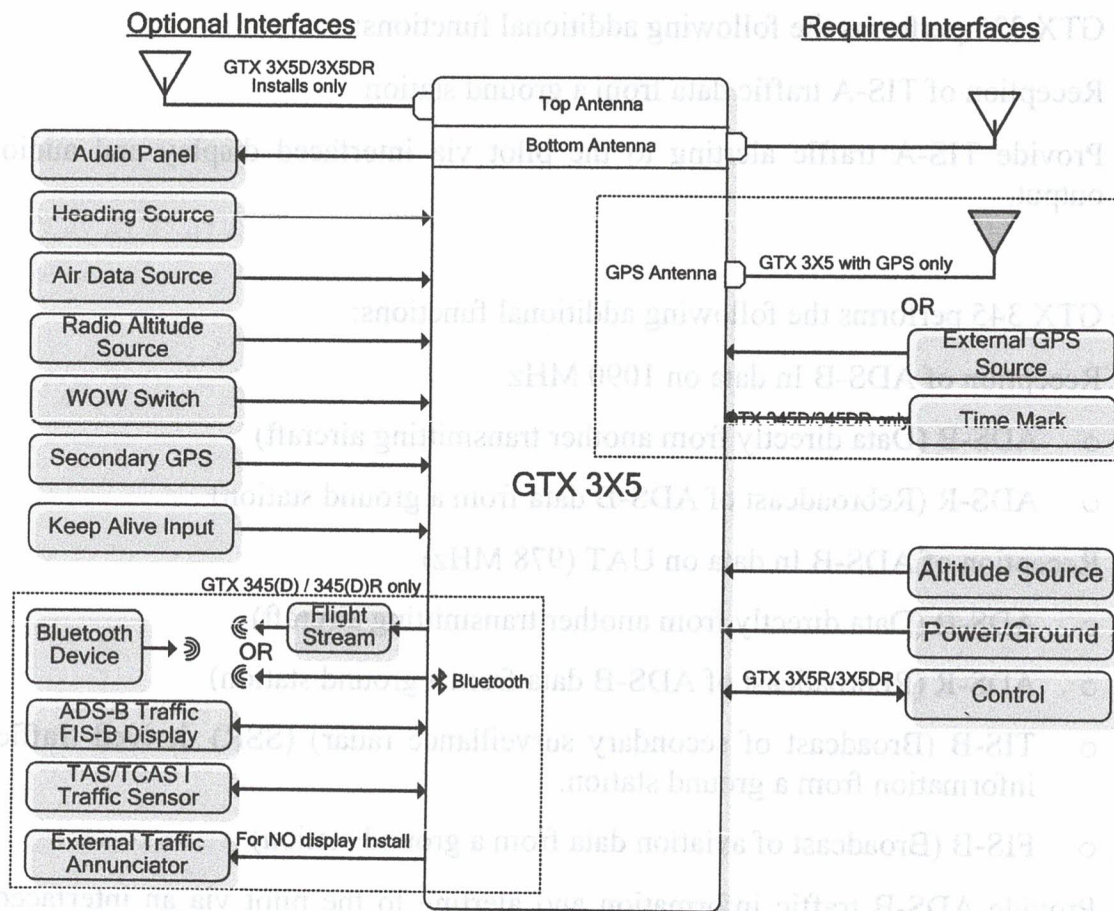 Optional Interfaces
Required Interfaces
GTX 3X5D/3X5DR
Installs only
Top Antenna
Bottom Antenna
Audio Panel
Heading Source
Air Data Source
Radio Altitude
Source
WOW Switch
Secondary GPS
Keep Alive Input
GTX 3X5
GPS Antenna
GTX 3X5 with GPS only
OR
External GPS
Source
GTX 345D/345DR only
Time Mark
Altitude Source
Power/Ground
GTX 3X5R/3X5DR
Control
GTX 345(D) / 345(D)R only
Bluetooth
Device
OR
Flight
Stream
Bluetooth
ADS-B Traffic
FIS-B Display
TAS/TCAS I
Traffic Sensor
External Traffic
Annunciator
For NO display Install